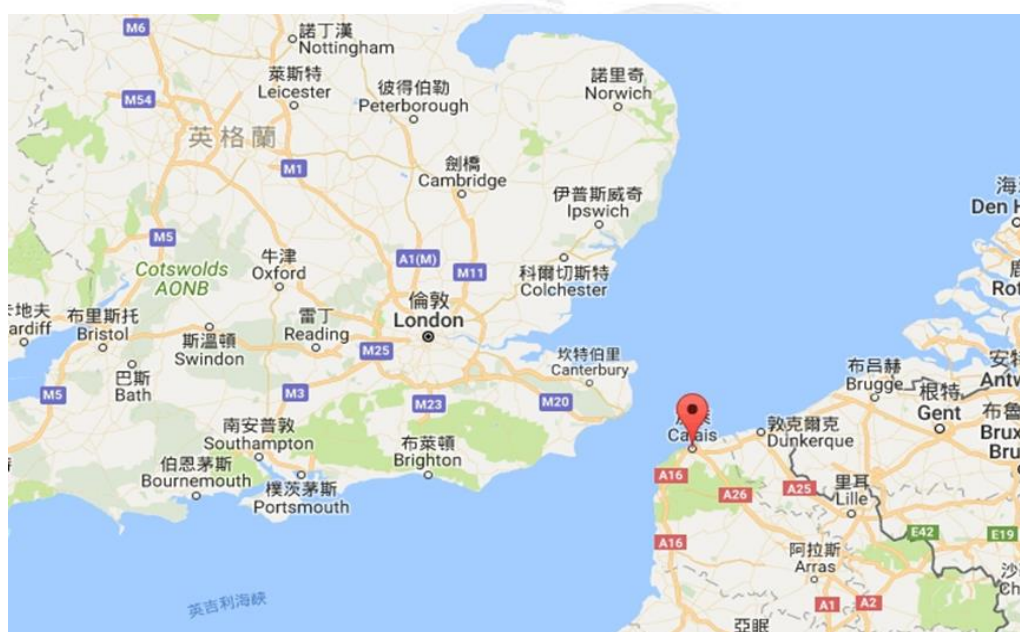 M6
諾丁漢
Nottingham
萊斯特
Leicester
彼得伯勒
Peterborough
諾里奇
Norwich
M54
英格蘭
M1
劍橋
Cambridge
伊普斯威奇
Ipswich
Den
M5
Cotswolds
AONB
牛津
Oxford
A1(M)
M11
科爾切斯特
Colchester
地夫
ardiff
布里斯托
Bristol
斯溫頓
Swindon
雷丁
Reading
倫敦
London
M25
坎特伯里
Canterbury
布呂赫
Brugge
巴斯
Bath
M5
M3
M23
M20
根特
Gent
南安普敦
Southampton
布萊頓
Brighton
Calais
敦克爾克
Dunkerque
伯恩茅斯
Bournemouth
樸茨茅斯
Portsmouth
A16
A26
A25
里耳
Lille
A16
E42
E19
阿拉斯
Arras
英吉利海峽
A1
A2
亞眠